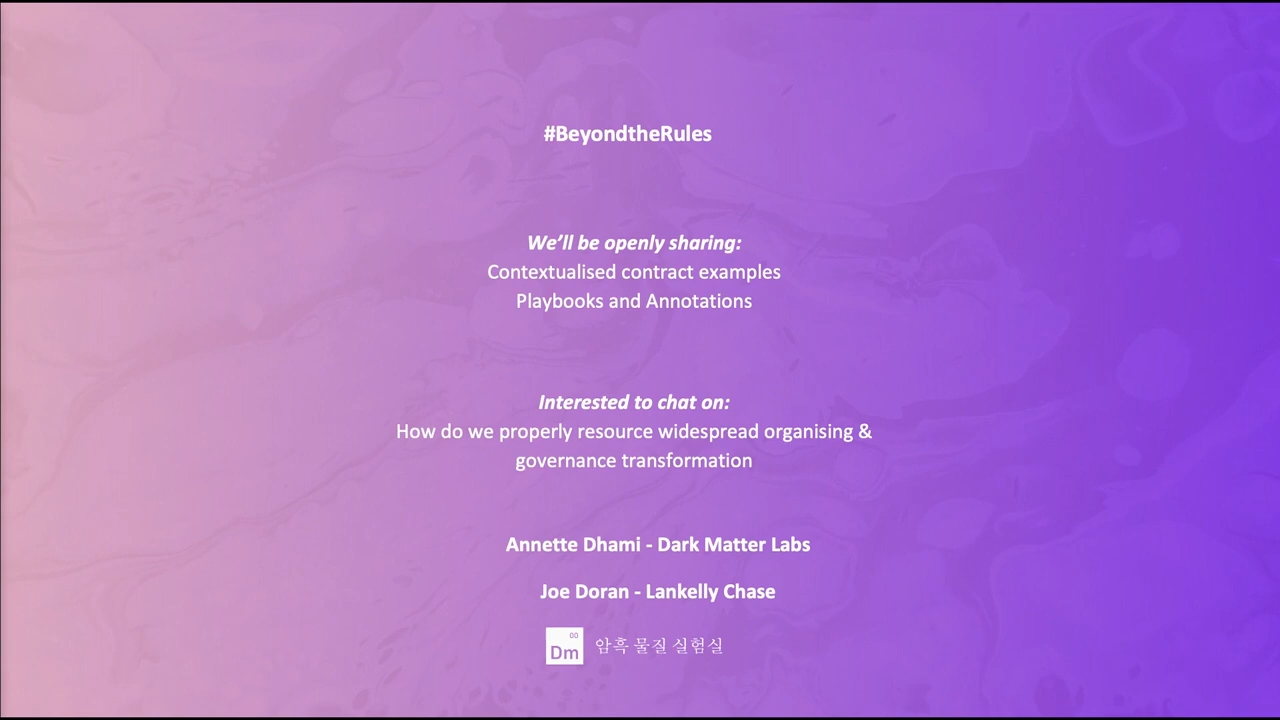 #BeyondtheRules
We'll be openly sharing:
Contextualised contract examples
Playbooks and Annotations
Interested to chat on:
How do we properly resource widespread organising &
governance transformation
Annette Dhami - Dark Matter Labs
Joe Doran - Lankelly Chase
00
Dm 암흑 물질 실험실